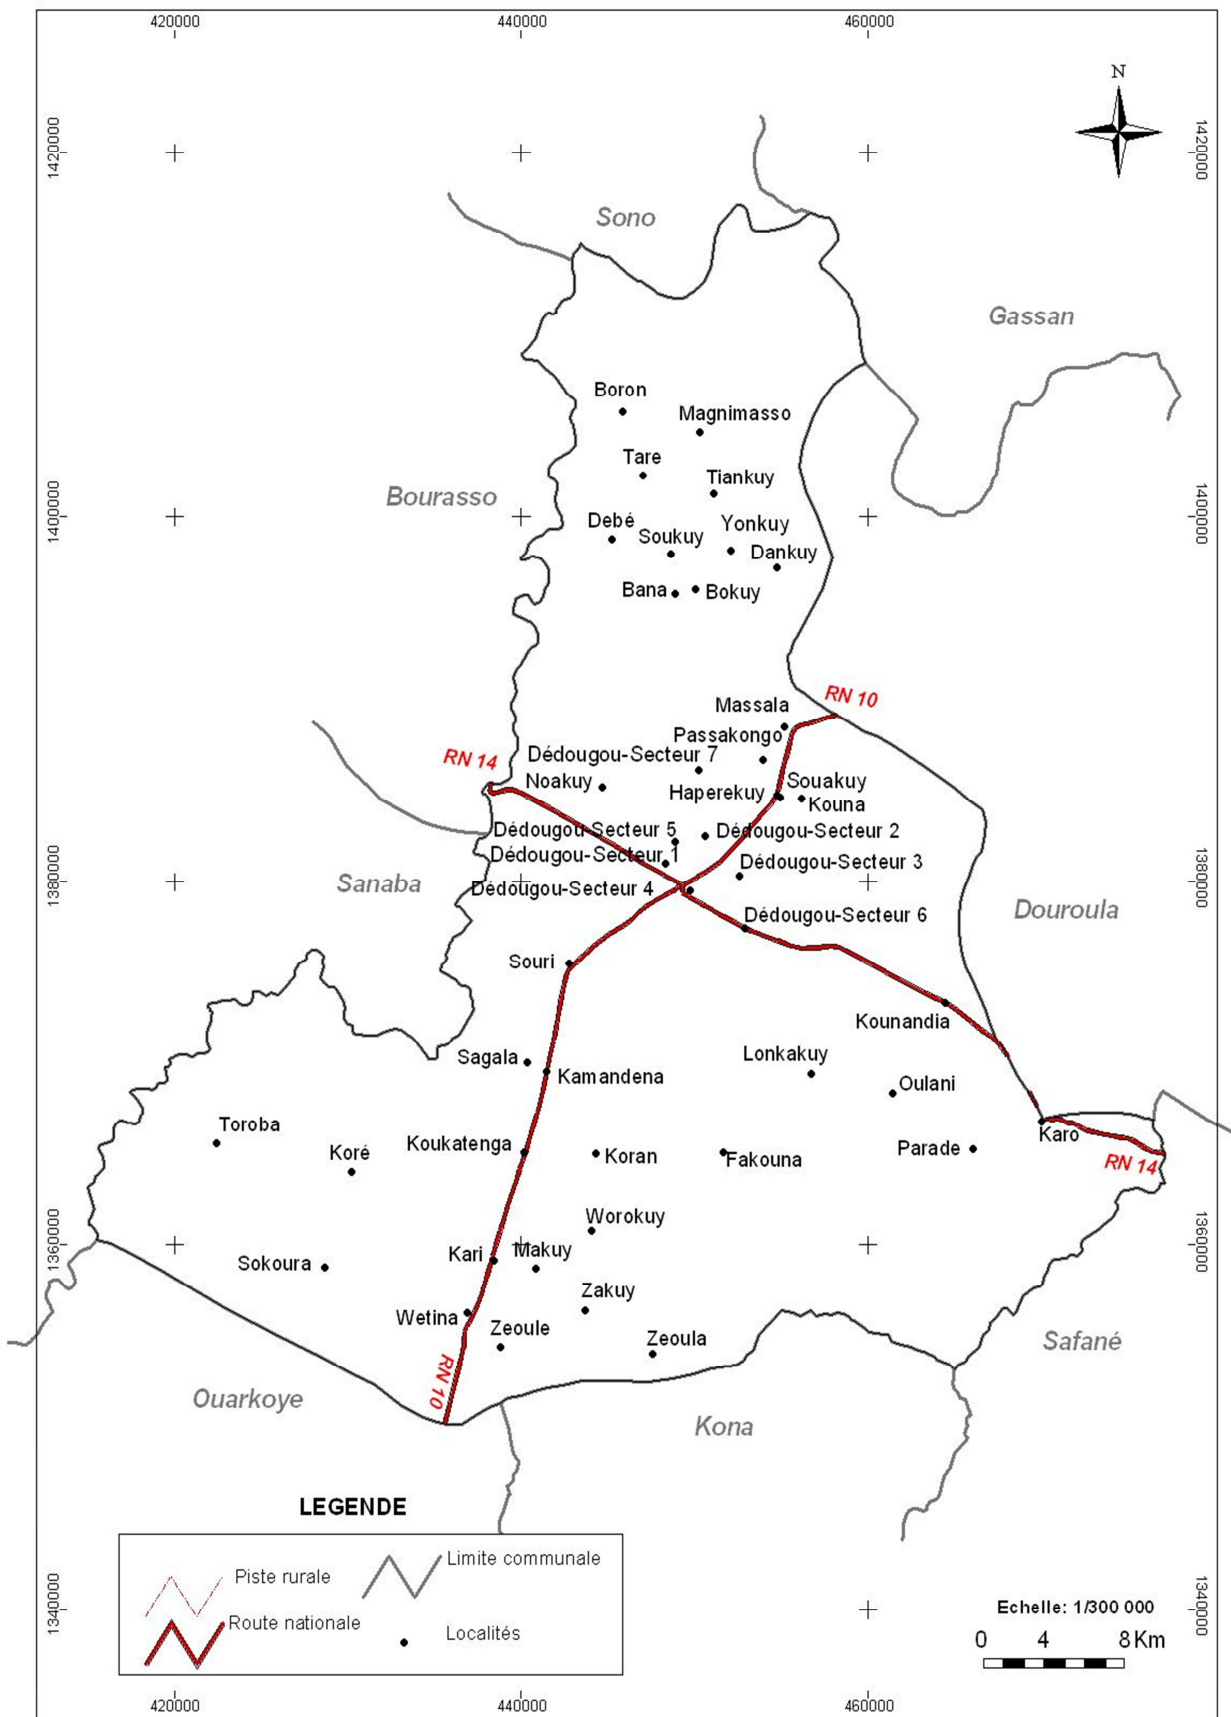 420000
440000
460000
N
1420000
1420000
Sono
Gassan
Boron
Magnimasso
Tare
Tiankuy
Bourasso
1400000
1400000
Debé
Yonkuy
Soukuy
Dankuy
Bana
Bokuy
RN 10
Massala
Passakongo
RN 14
Dédougou-Secteur 7
Noakuy
Souakuy
Haperekuy
Kouna
Dédougou-Secteur 5
Dédougou-Secteur 2
Dédougou-Secteur 1
Dédougou-Secteur 3
1380000
1380000
Sanaba
Dédougou-Secteur 4
Douroula
Dédougou-Secteur 6
Souri
Kounandia
Sagala
Lonkakuy
Kamandena
Oulani
Toroba
Koukatenga
Karo
Koré
Koran
Fakouna
Parade
RN 14
Worokuy
1360000
1360000
Kari
Makuy
Sokoura
Zakuy
Wetina
Zeoule
Zeoula
Safané
RN 10
Ouarkoye
Kona
LEGENDE
Limite communale
Piste rurale
Route nationale
Localités
1340000
1340000
Echelle: 1/300 000
0 4 8 Km
420000
440000
460000